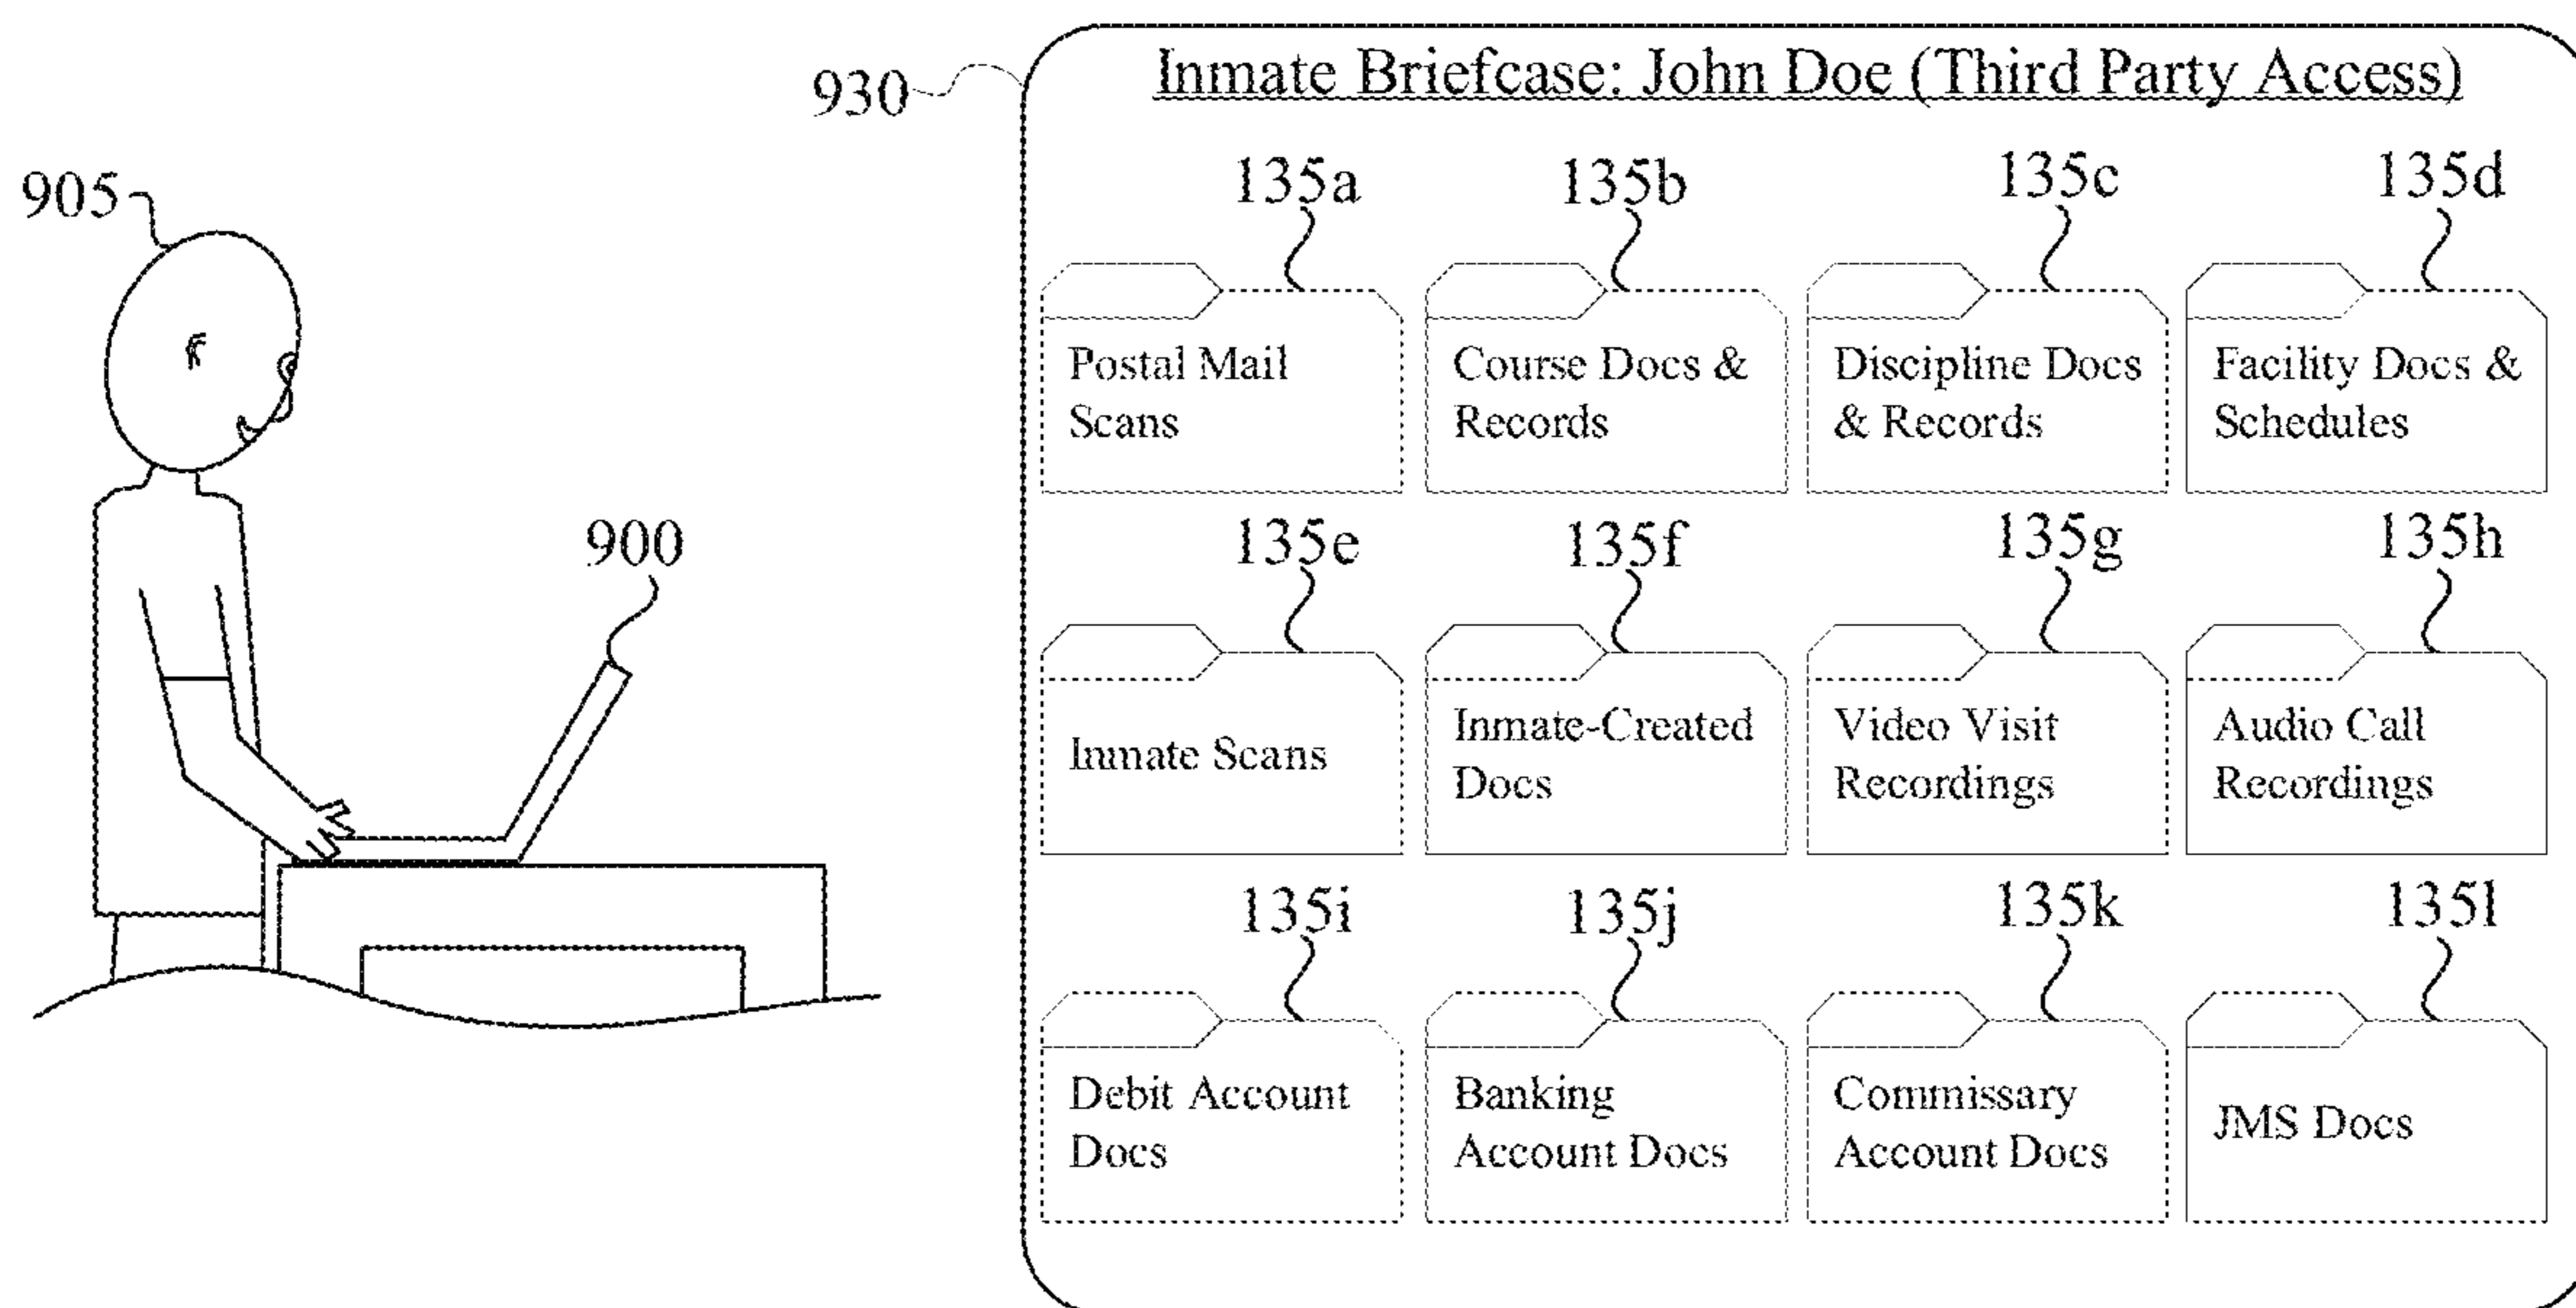 930
Inmate Briefcase: John Doe (Third Party Access)
905
135a 135b 135c 135d
Postal Mail
Scans
Course Docs &
Records
Discipline Docs
& Records
Facility Docs &
Schedules
900
135e 135f 135g 135h
Inmate Scans
Inmate-Created
Docs
Video Visit
Recordings
Audio Call
Recordings
135i 135j 135k 135l
Debit Account
Docs
Banking
Account Docs
Commissary
Account Docs
JMS Docs